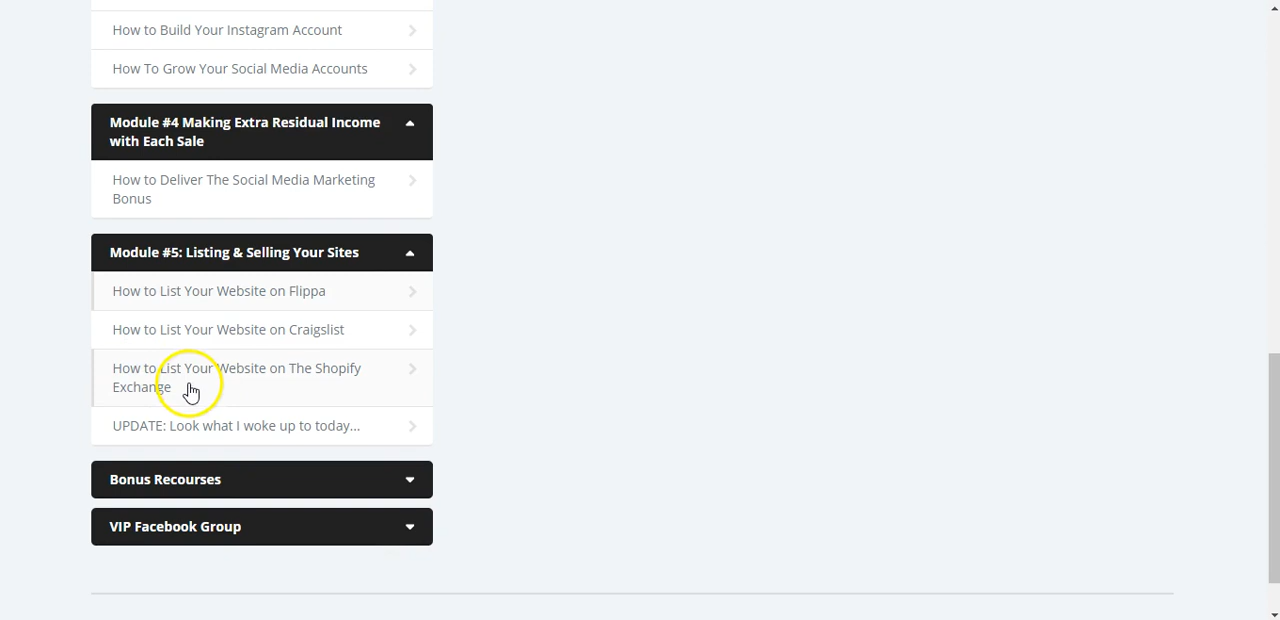 How to Build Your Instagram Account
How To Grow Your Social Media Accounts
Module #4 Making Extra Residual Income
with Each Sale
How to Deliver The Social Media Marketing
Bonus
Module #5: Listing & Selling Your Sites
How to List Your Website on Flippa
How to List Your Website on Craigslist
How to List Your Website on The Shopify
Exchange
UPDATE: Look what I woke up to today...
Bonus Recourses
VIP Facebook Group